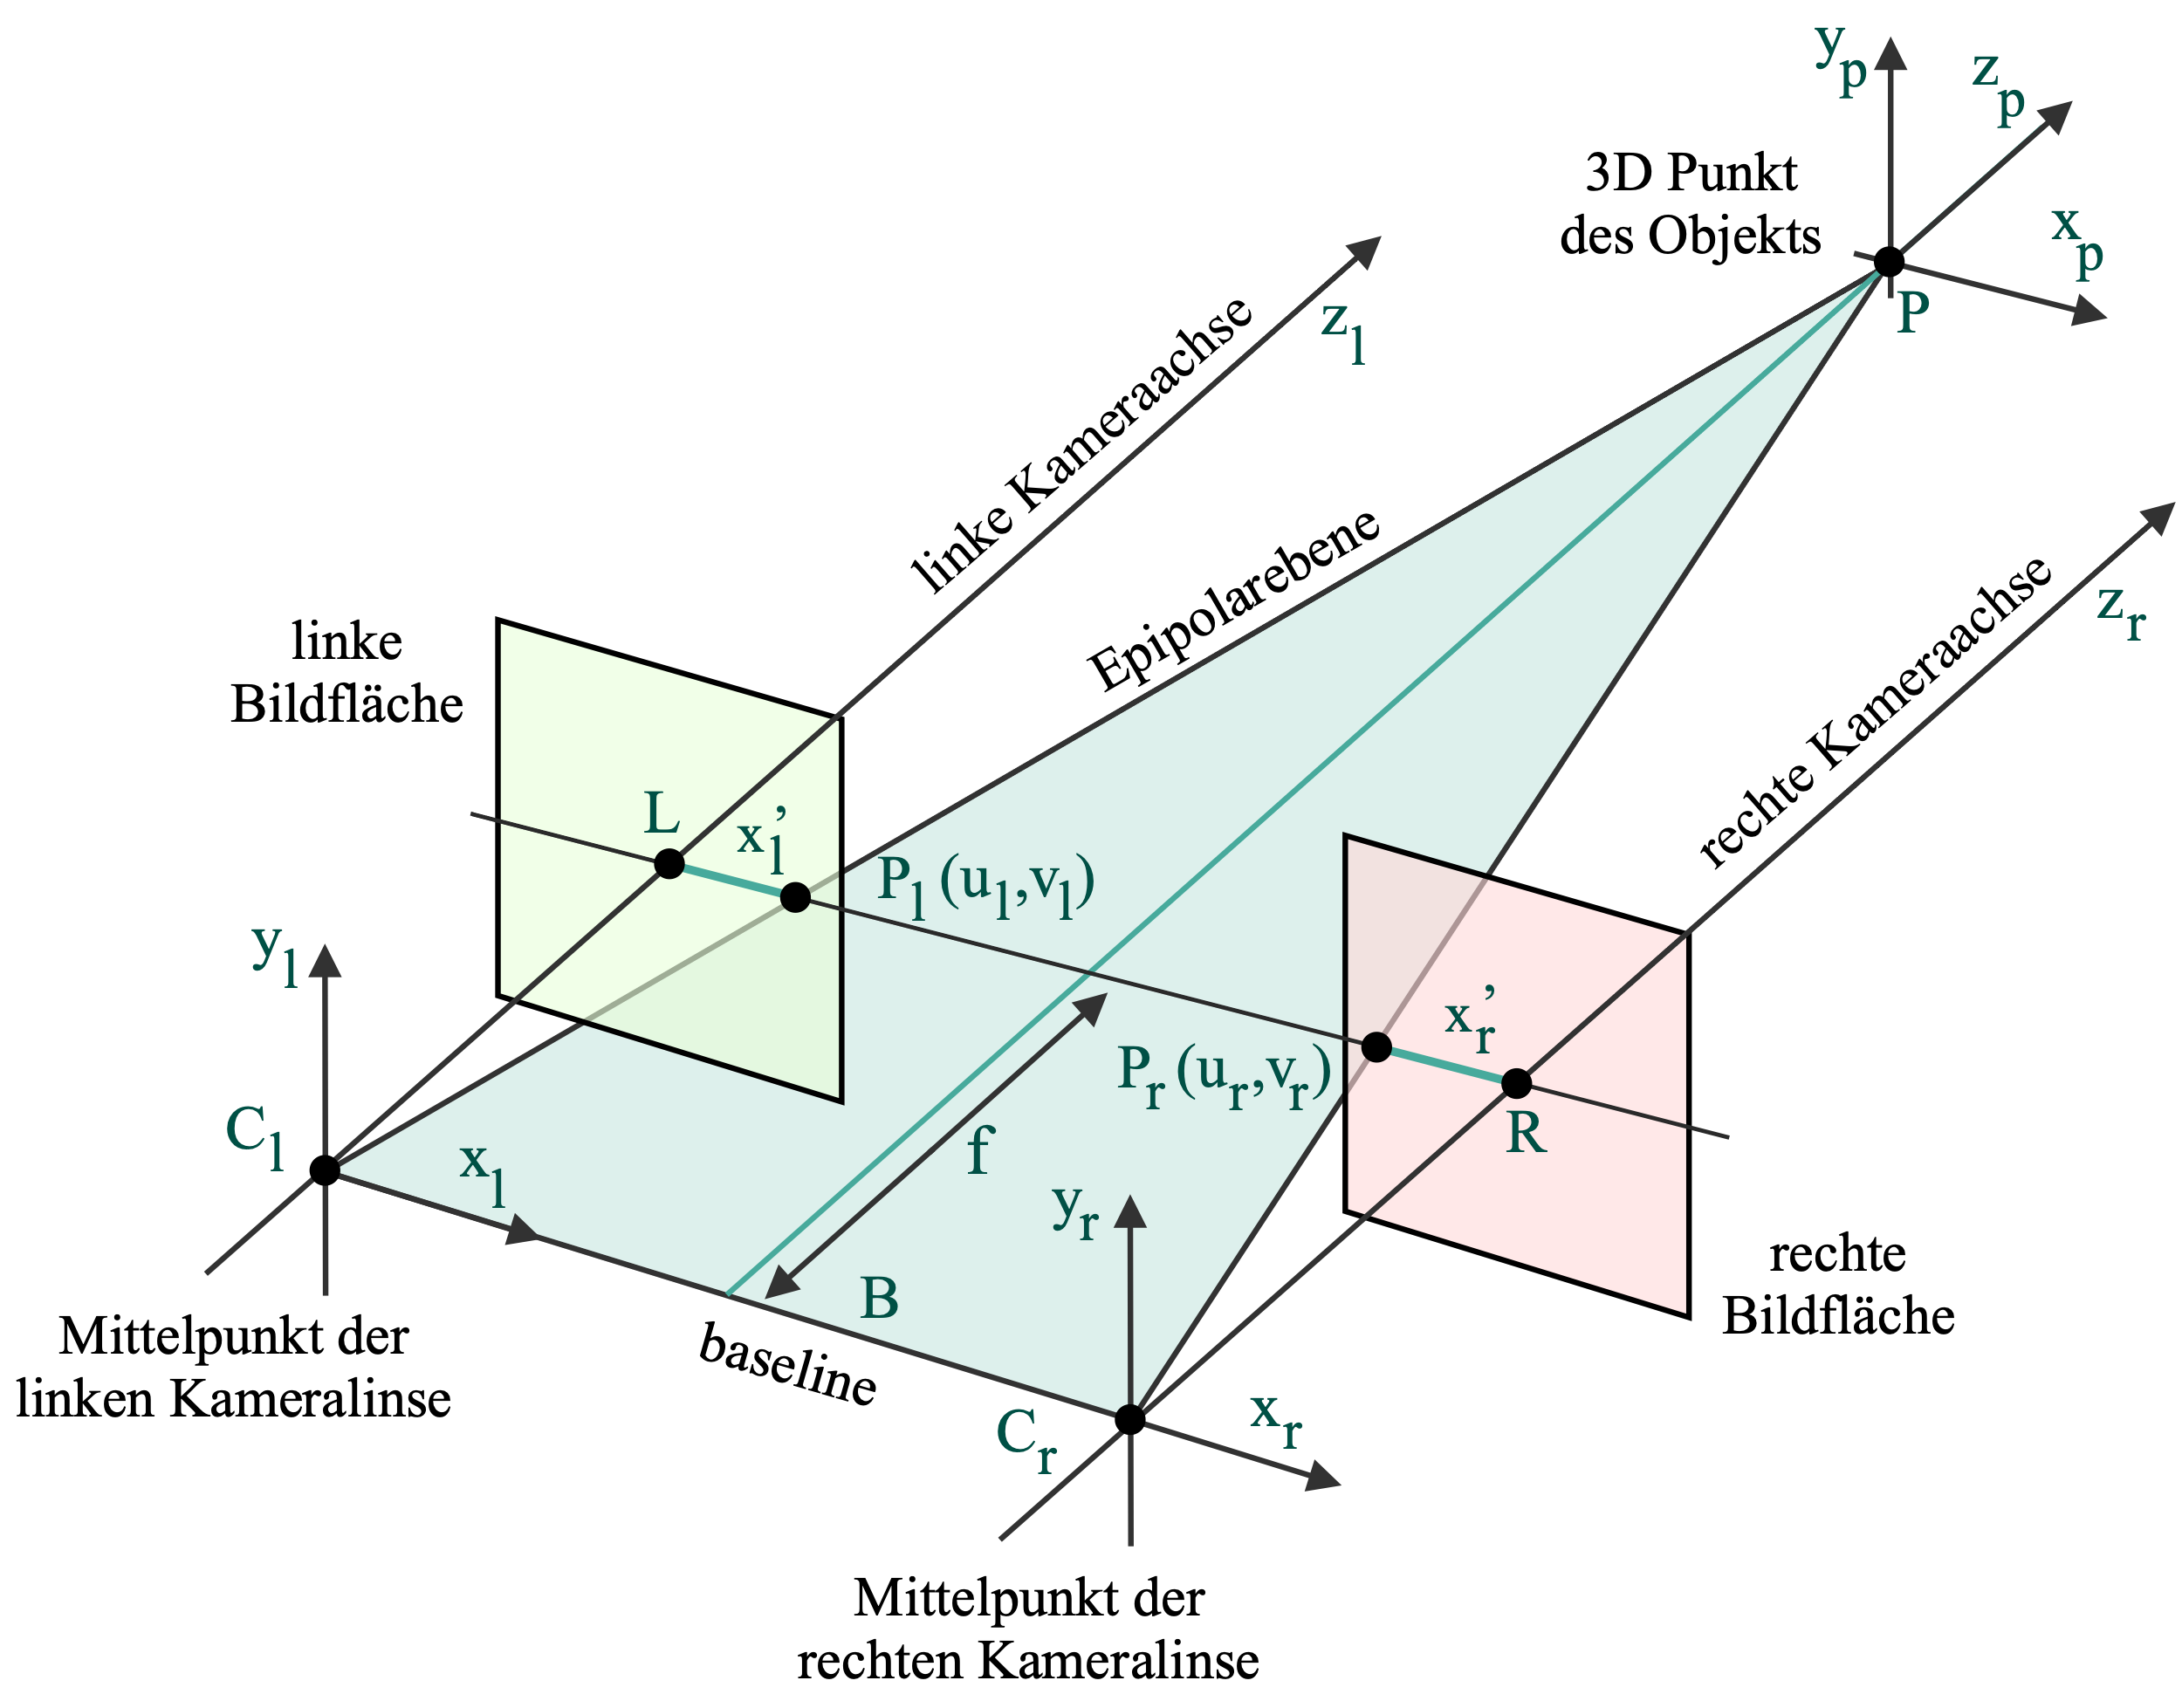 yp
zp
3D Punkt
des Objekts
xp
P
linke Kameraachse
zl
Epipolarebene
rechte Kameraachse
zr
linke
Bildfläche
L
xl’
Pl (ul,vl)
yl
xr’
Pr (ur,vr)
Cl
xl
f
R
yr
B
rechte
Bildfläche
baseline
Mittelpunkt der
linken Kameralinse
Cr
xr
Mittelpunkt der
rechten Kameralinse